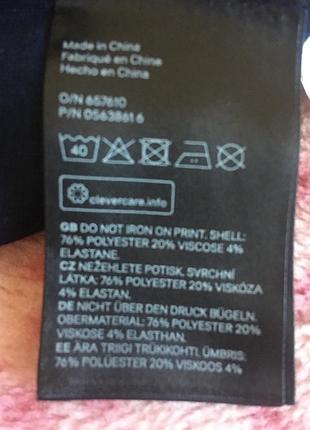 Made in China
Fabriqué en China
Hecho en China
O/N 657610
P/N 0563861 6
40
clevercare.info
GB DO NOT IRON ON PRINT. SHELL:
76% POLYESTER 20% VISCOSE 4%
ELASTANE.
CZ NEŽEHLETE POTISK. SVRCHNÍ
LÁTKA: 76% POLYESTER 20% VISKÓZA
4% ELASTAN.
DE NICHT ÜBER DEN DRUCK BÜGELN.
OBERMATERIAL: 76% POLYESTER 20%
VISKOSE 4% ELASTHAN.
EE ÄRA TRIIGI TRÜKIKOHTI. ÜMBRIS:
76% POLÜESTER 20% VISKOOS 4%